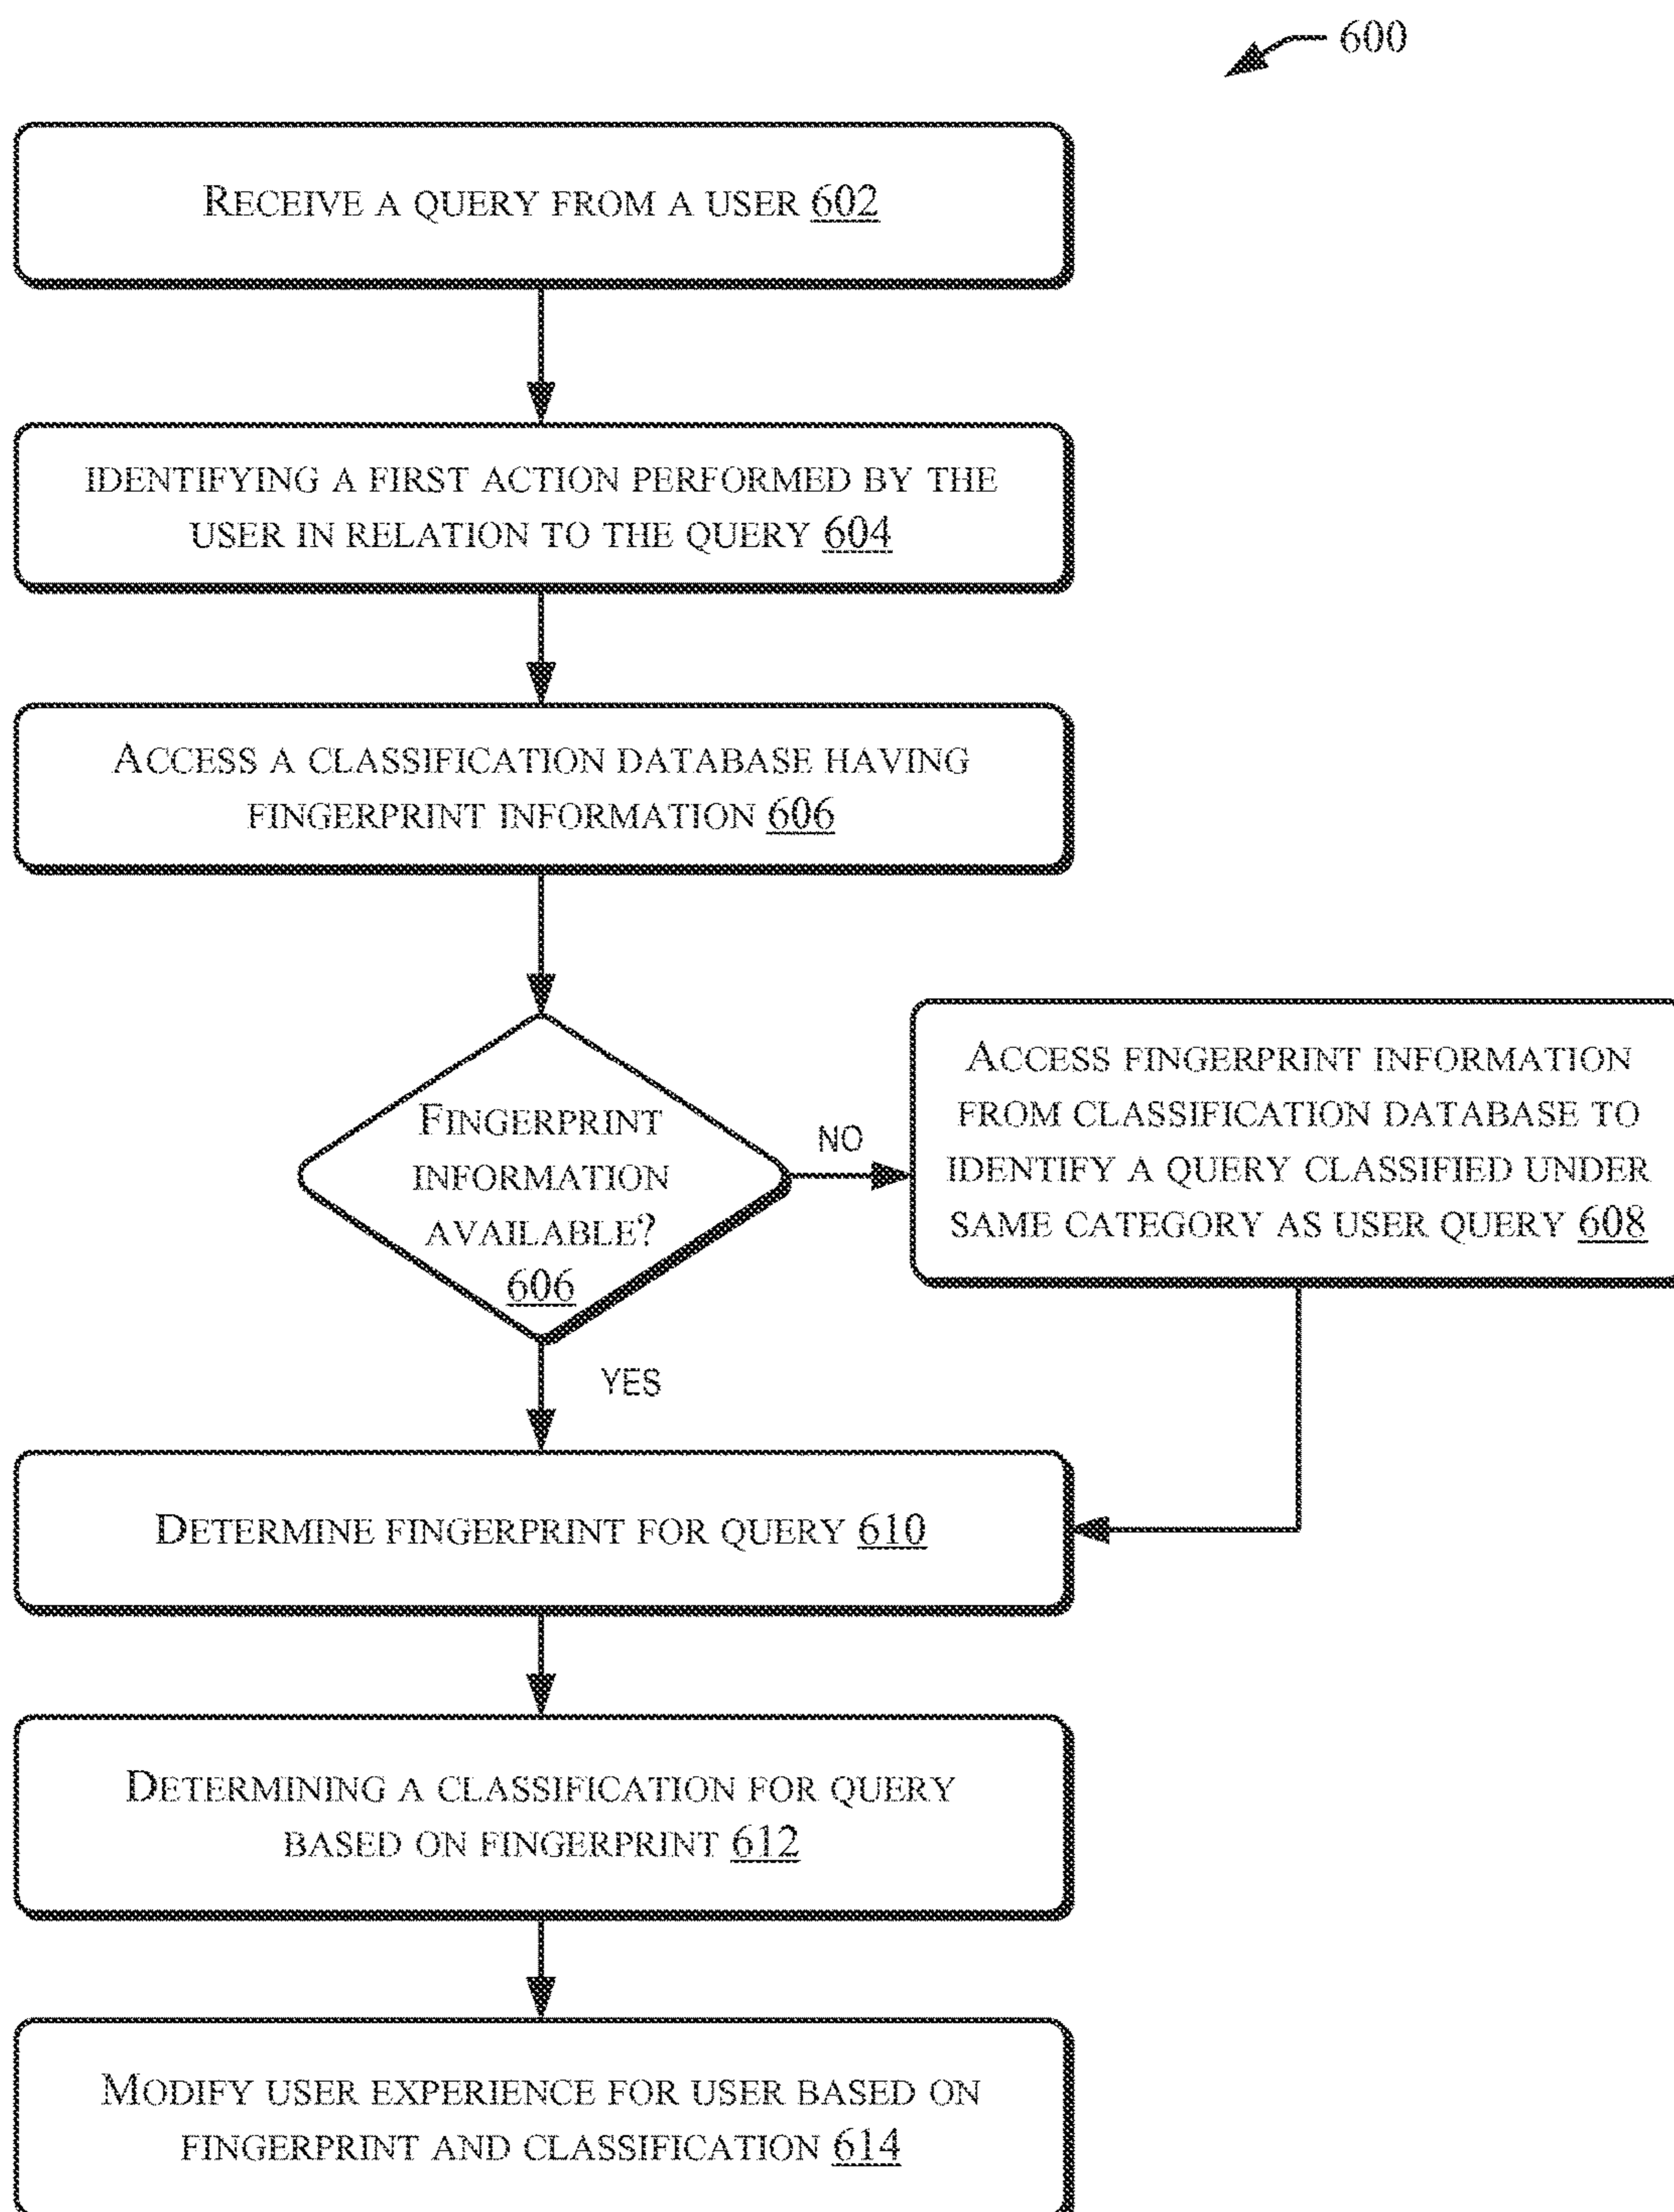 600
RECEIVE A QUERY FROM A USER 602
IDENTIFYING A FIRST ACTION PERFORMED BY THE
USER IN RELATION TO THE QUERY 604
ACCESS A CLASSIFICATION DATABASE HAVING
FINGERPRINT INFORMATION 606
FINGERPRINT
INFORMATION
AVAILABLE?
606
NO
ACCESS FINGERPRINT INFORMATION
FROM CLASSIFICATION DATABASE TO
IDENTIFY A QUERY CLASSIFIED UNDER
SAME CATEGORY AS USER QUERY 608
YES
DETERMINE FINGERPRINT FOR QUERY 610
DETERMINING A CLASSIFICATION FOR QUERY
BASED ON FINGERPRINT 612
MODIFY USER EXPERIENCE FOR USER BASED ON
FINGERPRINT AND CLASSIFICATION 614